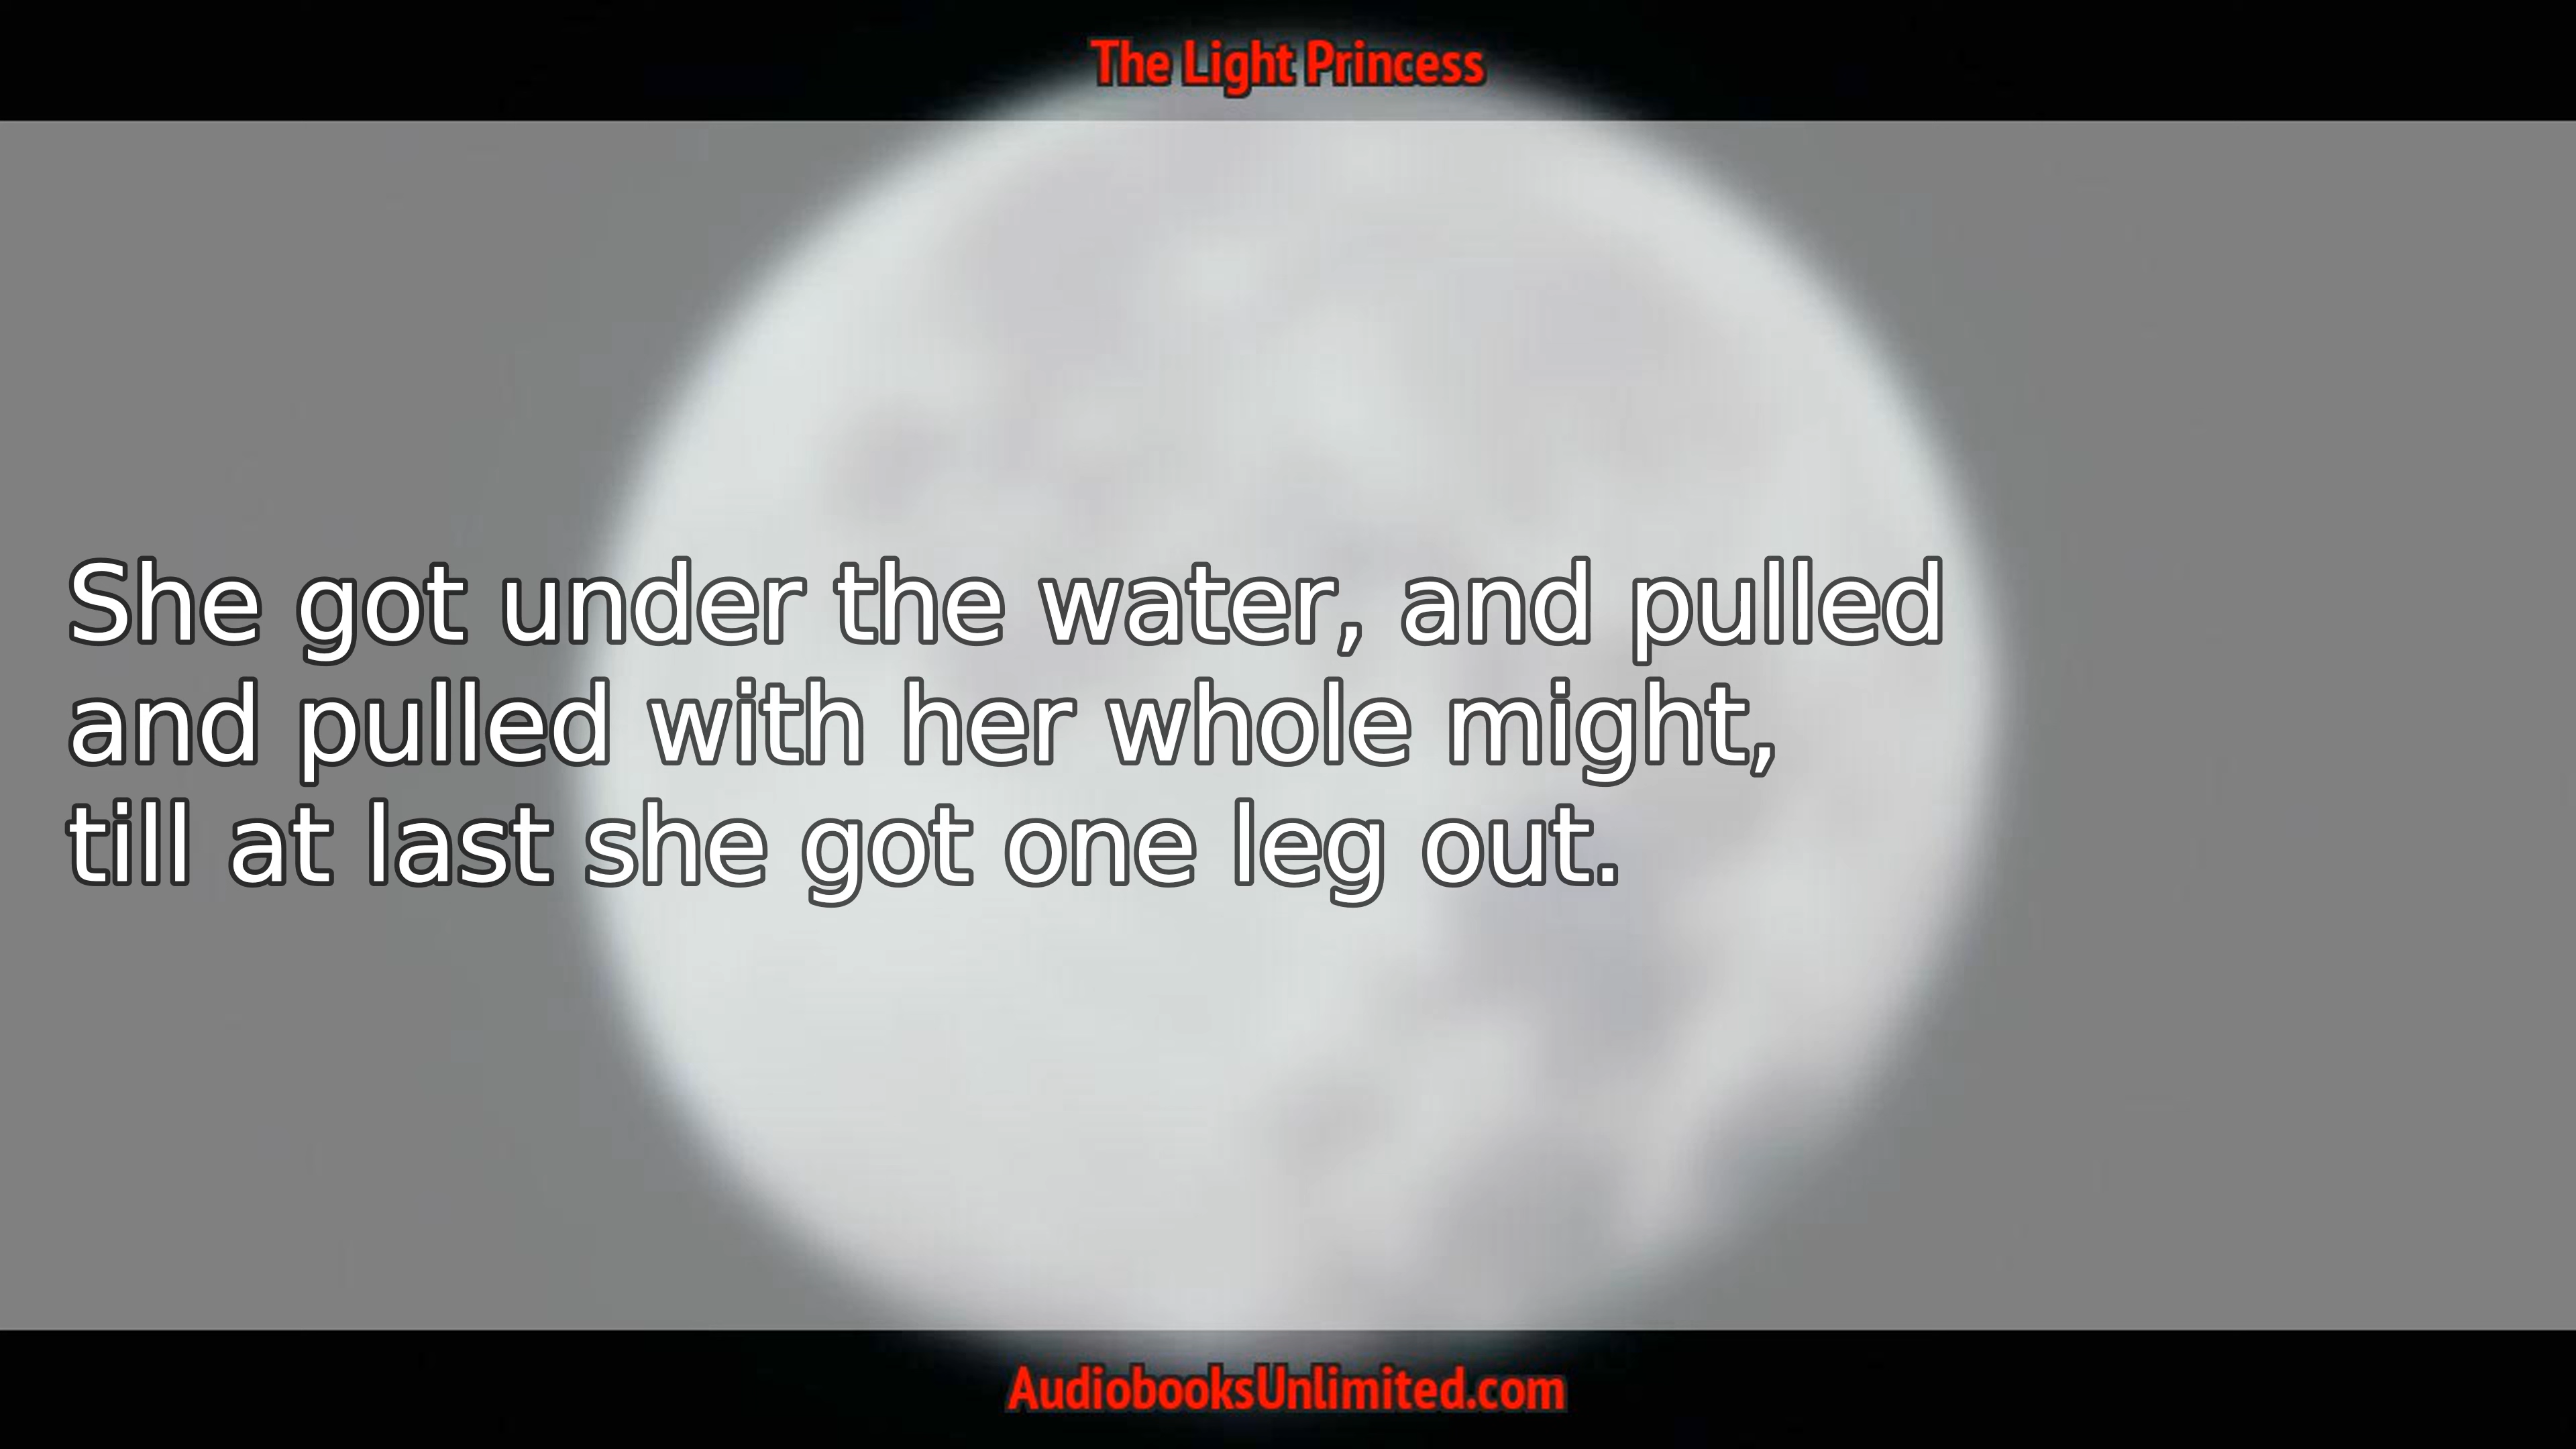 The Light Princess
She got under the water, and pulled
and pulled with her whole might,
till at last she got one leg out.
AudiobooksUnlimited.com